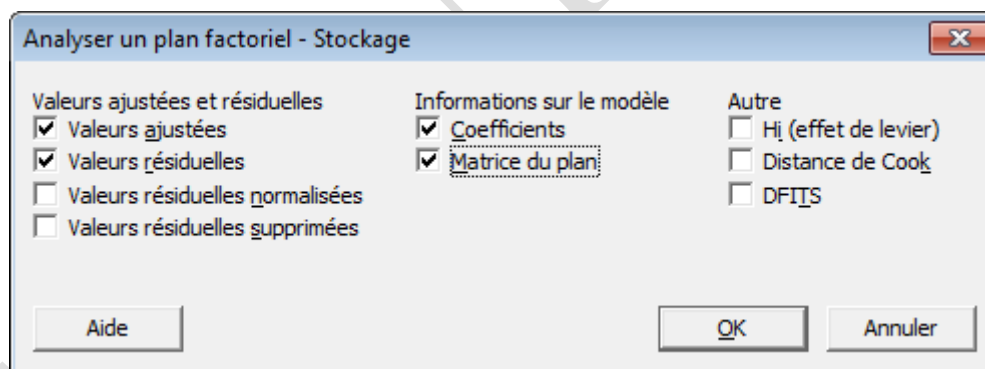 Analyser un plan factoriel - Stockage
Valeurs ajustées et résiduelles
Valeurs ajustées
Valeurs résiduelles
Valeurs résiduelles normalisées
Valeurs résiduelles supprimées
Informations sur le modèle
Coefficients
Matrice du plan
Autre
Hi (effet de levier)
Distance de Cook
DFITS
Aide
OK
Annuler